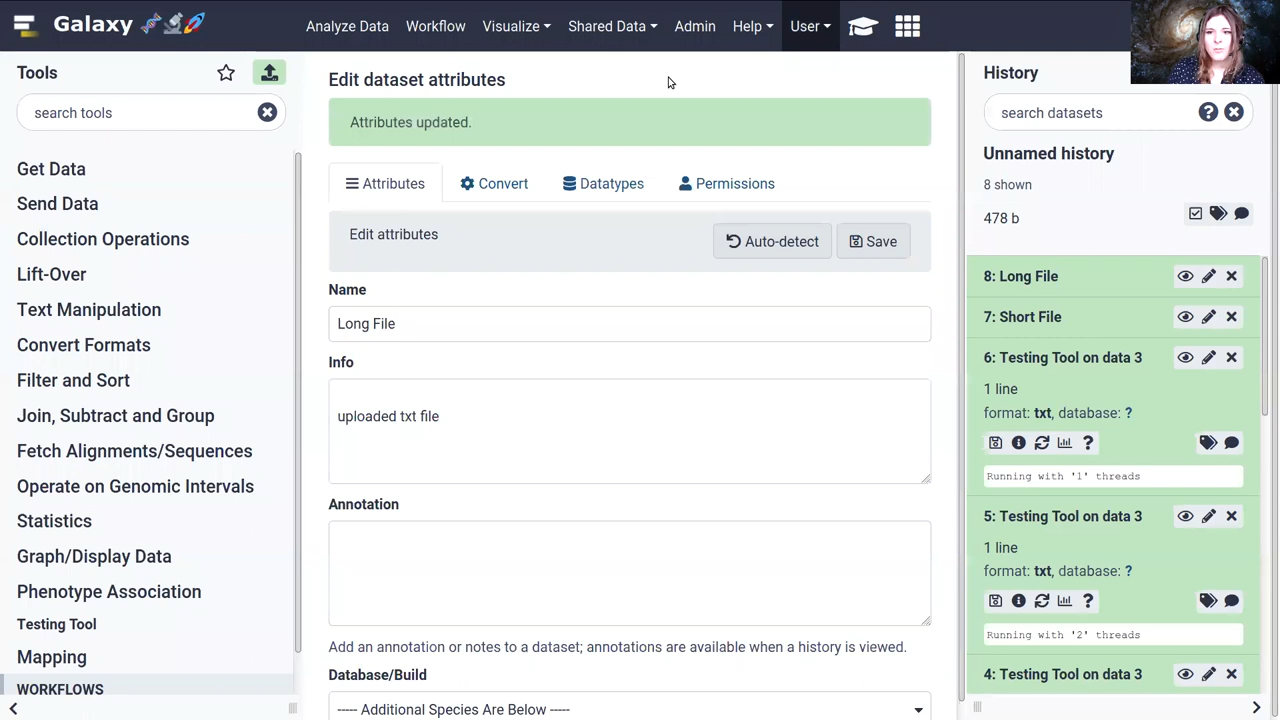 Galaxy
Analyze Data
Workflow
Visualize
Shared Data
Admin
Help
User
Tools
search tools
Get Data
Send Data
Collection Operations
Lift-Over
Text Manipulation
Convert Formats
Filter and Sort
Join, Subtract and Group
Fetch Alignments/Sequences
Operate on Genomic Intervals
Statistics
Graph/Display Data
Phenotype Association
Testing Tool
Mapping
WORKFLOWS
Edit dataset attributes
Attributes updated.
Attributes
Convert
Datatypes
Permissions
Edit attributes
Auto-detect
Save
Name
Long File
Info
uploaded txt file
Annotation
Add an annotation or notes to a dataset; annotations are available when a history is viewed.
Database/Build
----- Additional Species Are Below -----
History
search datasets
Unnamed history
8 shown
478 b
8: Long File
7: Short File
6: Testing Tool on data 3
1 line
format: txt, database: ?
Running with '1' threads
5: Testing Tool on data 3
1 line
format: txt, database: ?
Running with '2' threads
4: Testing Tool on data 3